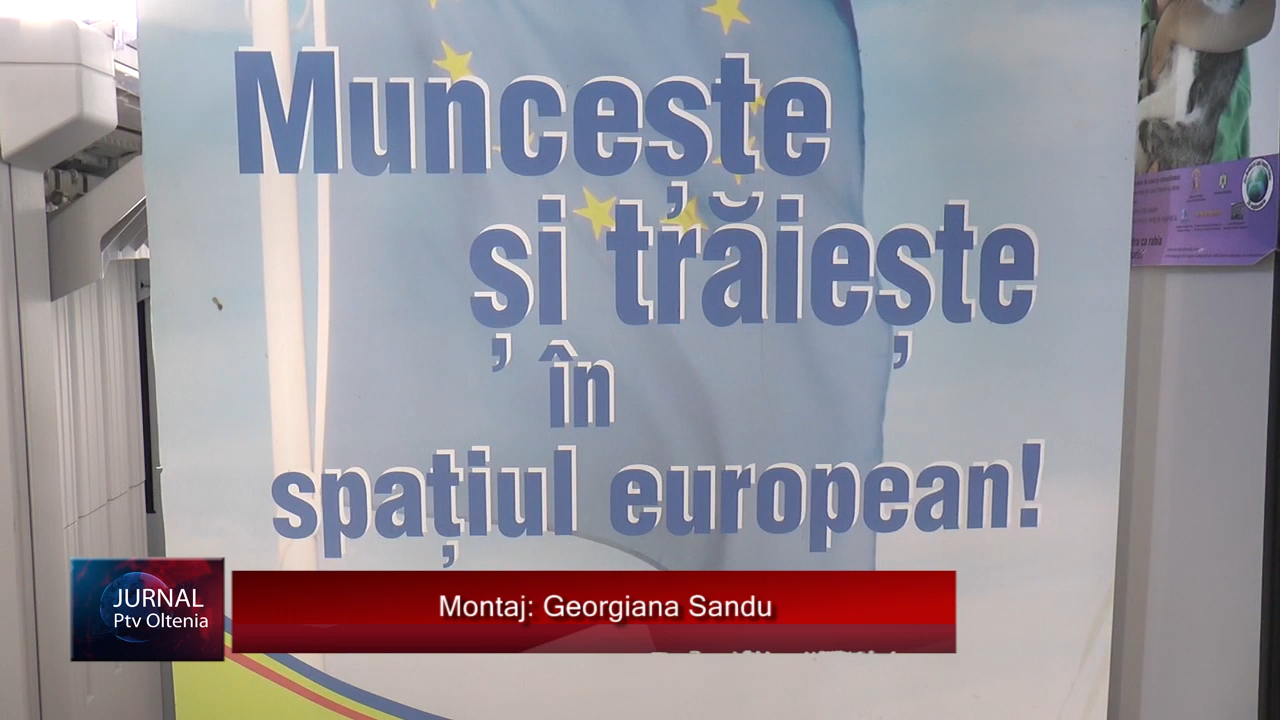 Muncește
și trăiește
în
spațiul european!
JURNAL
Ptv Oltenia
Montaj: Georgiana Sandu